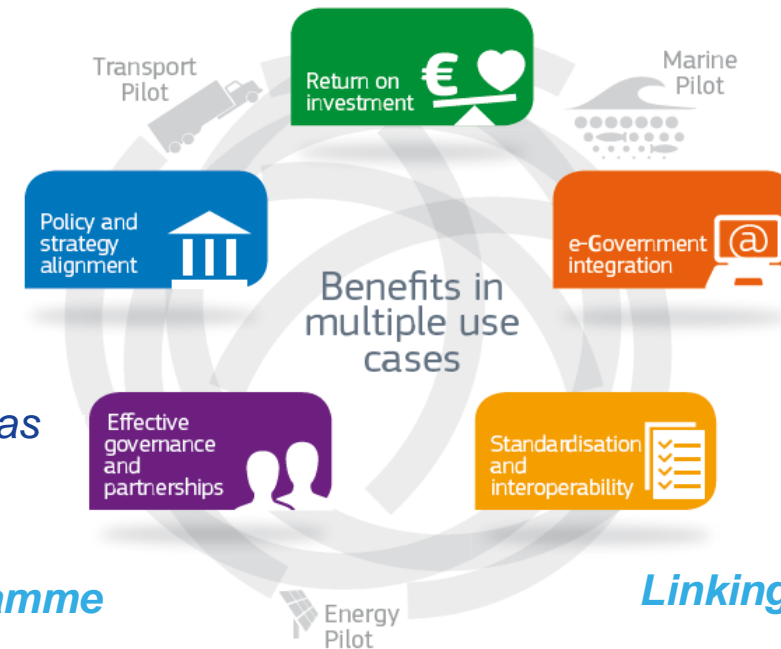 Transport
Pilot
Return on
investment
€
Marine
Pilot
Policy and
strategy
alignment
e-Government
integration
@
Benefits in
multiple use
cases
as
Effective
governance
and
partnerships
Standardisation
and
interoperability
amme
Linking
Energy
Pilot